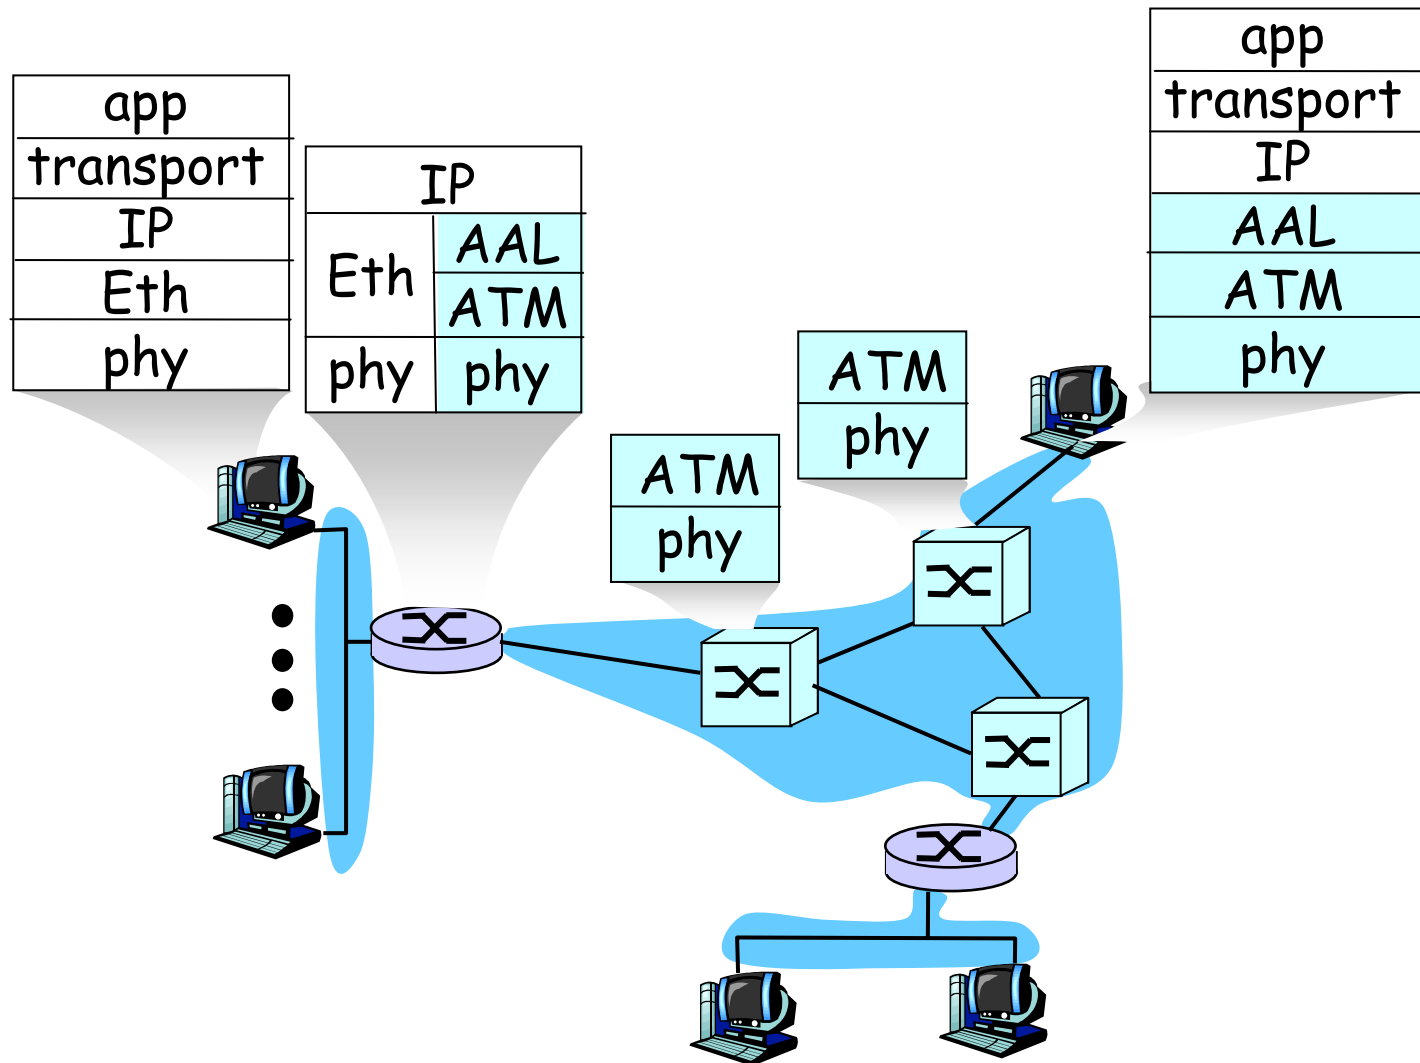 app
transport
IP
Eth
phy
IP
Eth
AAL
ATM
phy
phy
ATM
phy
ATM
phy
app
transport
IP
AAL
ATM
phy